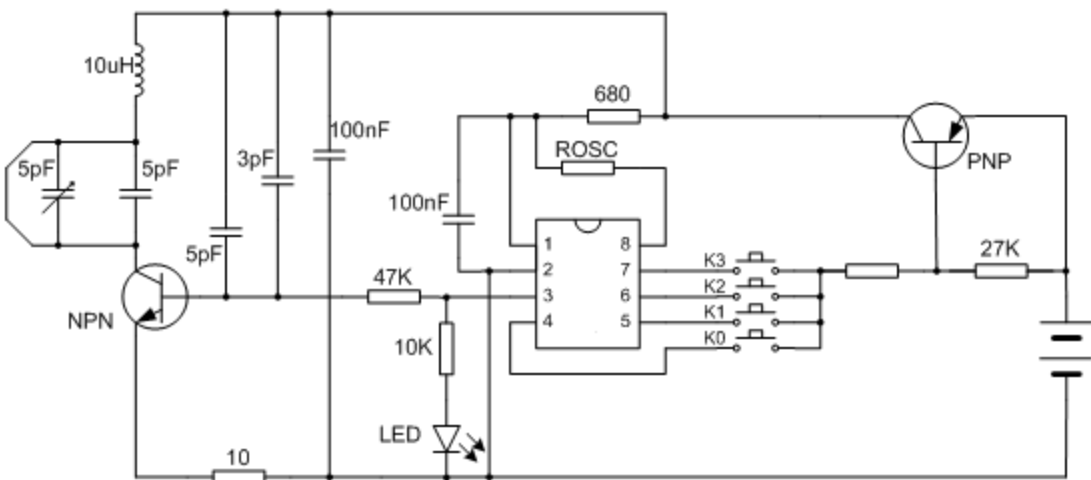 10uH
5pF
5pF
3pF
5pF
100nF
100nF
680
ROSC
PNP
27K
1
2
3
4
8
7
6
5
K3
K2
K1
K0
47K
10K
LED
NPN
10